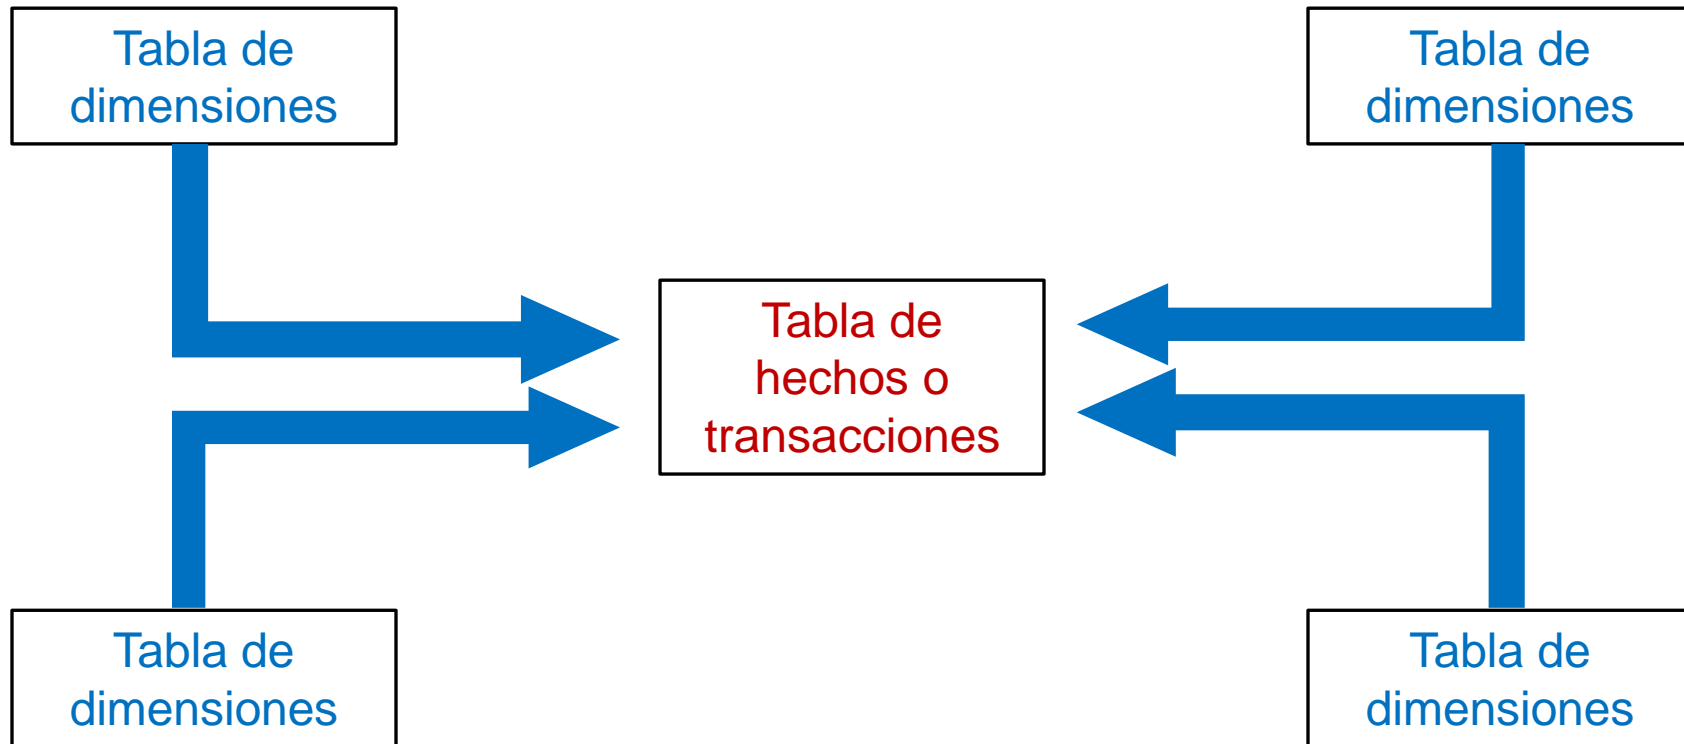 Tabla de
dimensiones
Tabla de
dimensiones
Tabla de
hechos o
transacciones
Tabla de
dimensiones
Tabla de
dimensiones